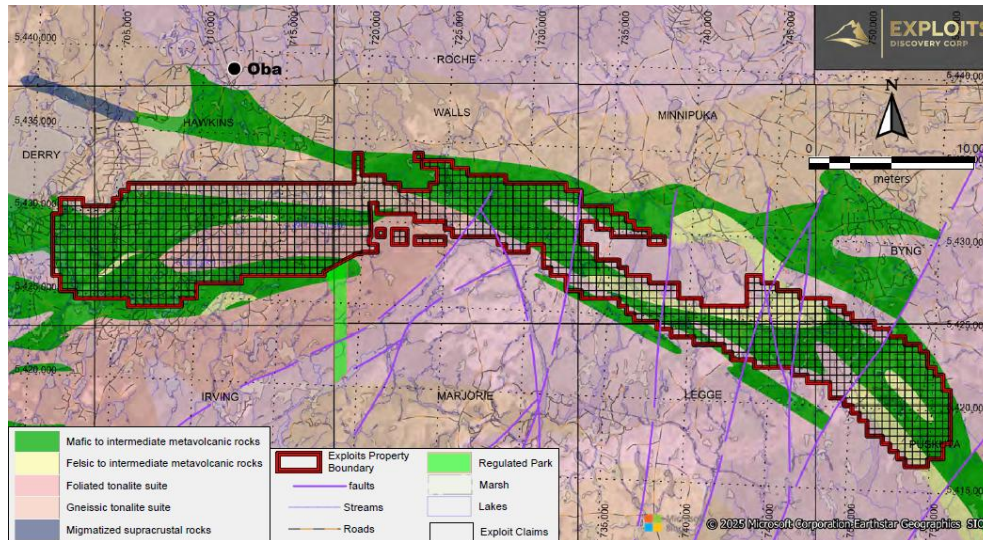 EXPLOITS
DISCOVERY CORP
5,440,000
705,000
710,000
720,000
725,000
730,000
735,000
740,000
745,000
750,000
Oba
ROCHE
N
5,440,000
5,435,000
HAWKINS
WALLS
MINNIPUKA
DERRY
0
10,00
meters
5,430,000
5,430,000
BYNG
5,425,000
5,425,000
5,420,000
IRVING
MARJORIE
LEGGE
5,420,000
5,415,000
Mafic to intermediate metavolcanic rocks
Felsic to intermediate metavolcanic rocks
Foliated tonalite suite
Gneissic tonalite suite
Migmatized supracrustal rocks
Exploits Property
Boundary
faults
Streams
Roads
Regulated Park
Marsh
Lakes
Exploit Claims
735,000
740,000
© 2025 Microsoft Corporation Earthstar Geographics SIO